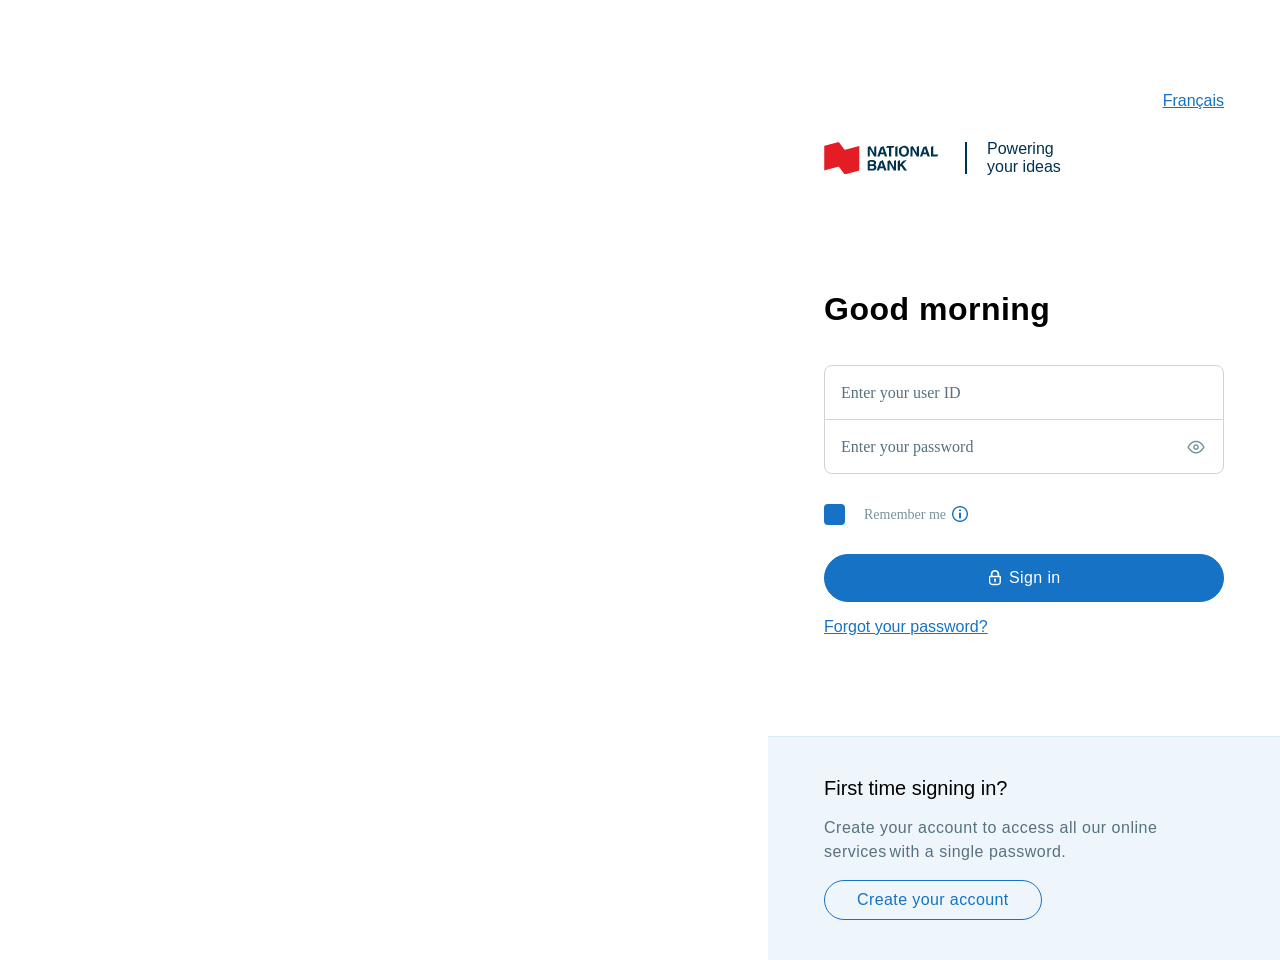 Français
NATIONAL
BANK
Powering
your ideas
Good morning
Enter your user ID
Enter your password
Remember me
Sign in
Forgot your password?
First time signing in?
Create your account to access all our online
services with a single password.
Create your account